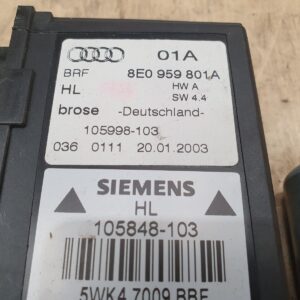 01A
BRF 8E0 959 801A
HL HW A
SW 4.4
brose -Deutschland-
105998-103
036 0111 20.01.2003
SIEMENS
HL
105848-103
5WK4 7009 BBF